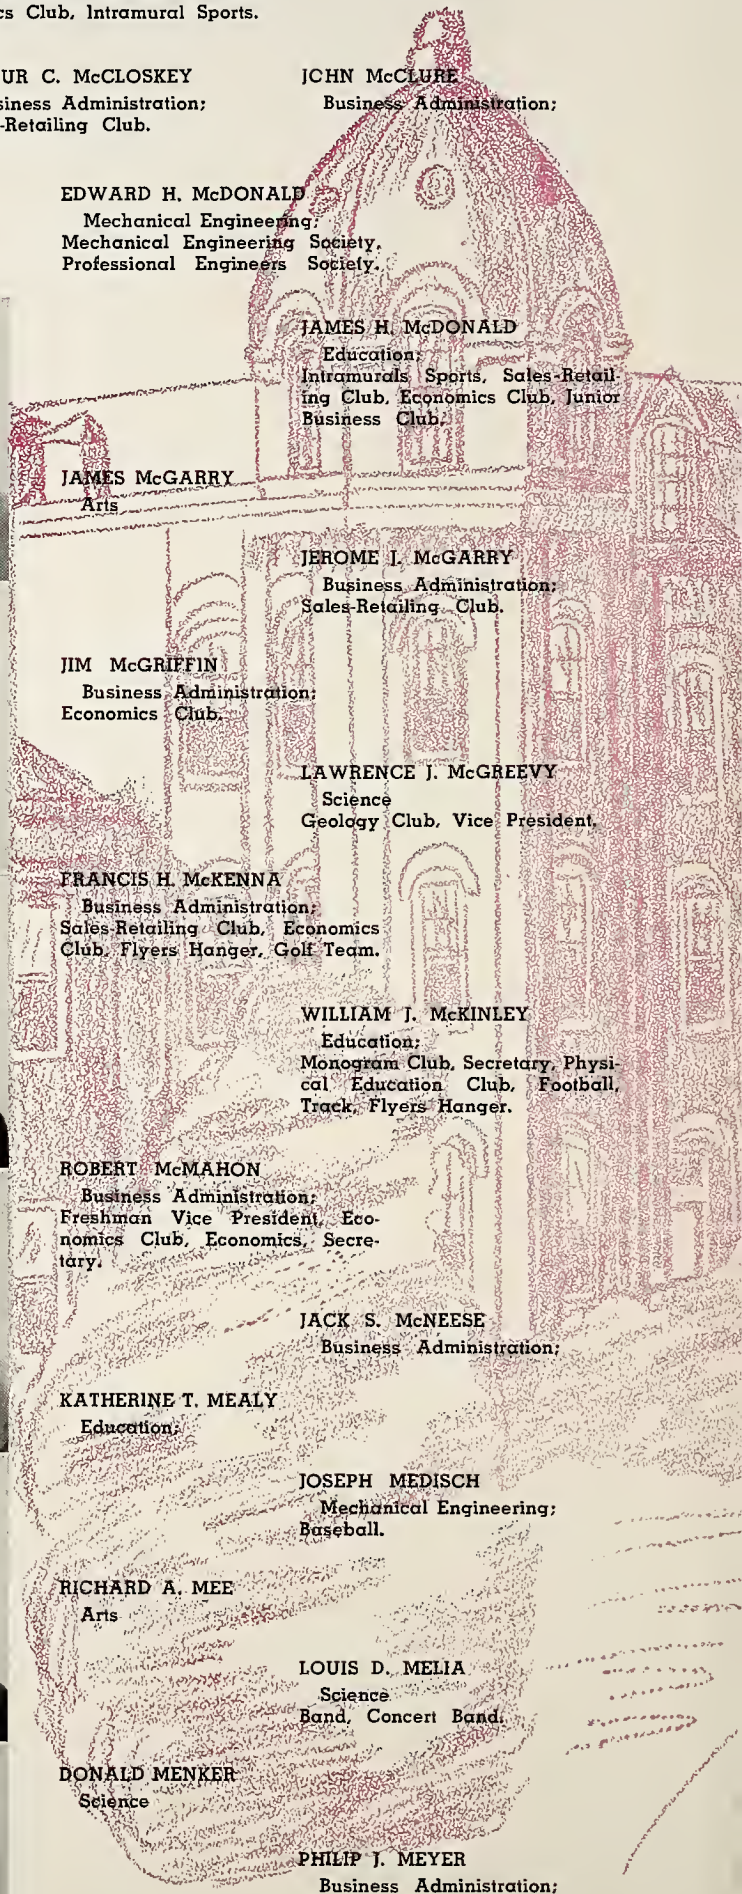 Club, Intramural Sports.
C. McCLOSKEY
Administration;
Retailing Club.
JOHN McCLURE
Business Administration;
EDWARD H. McDONALD
Mechanical Engineering;
Mechanical Engineering Society,
Professional Engineers Society.
JAMES H. McDONALD
Education;
Intramurals Sports, Sales-Retail-
ing Club, Economics Club, Junior
Business Club.
JAMES McGARRY
Arts
JEROME J. McGARRY
Business Administration;
Sales-Retailing Club.
JIM McGRIFFIN
Business Administration;
Economics Club.
LAWRENCE J. McGREEVY
Science
Geology Club, Vice President.
FRANCIS H. McKENNA
Business Administration;
Sales-Retailing Club, Economics
Club, Flyers Hanger, Golf Team.
WILLIAM J. McKINLEY
Education;
Monogram Club, Secretary, Physi-
cal Education Club, Football,
Track, Flyers Hanger.
ROBERT McMAHON
Business Administration;
Freshman Vice President, Eco-
nomics Club, Economics, Secre-
tary.
JACK S. McNEESE
Business Administration;
KATHERINE T. MEALY
Education;
JOSEPH MEDISCH
Mechanical Engineering;
Baseball.
RICHARD A. MEE
Arts
LOUIS D. MELIA
Science
Band, Concert Band.
DONALD MENKER
Science
PHILIP J. MEYER
Business Administration;